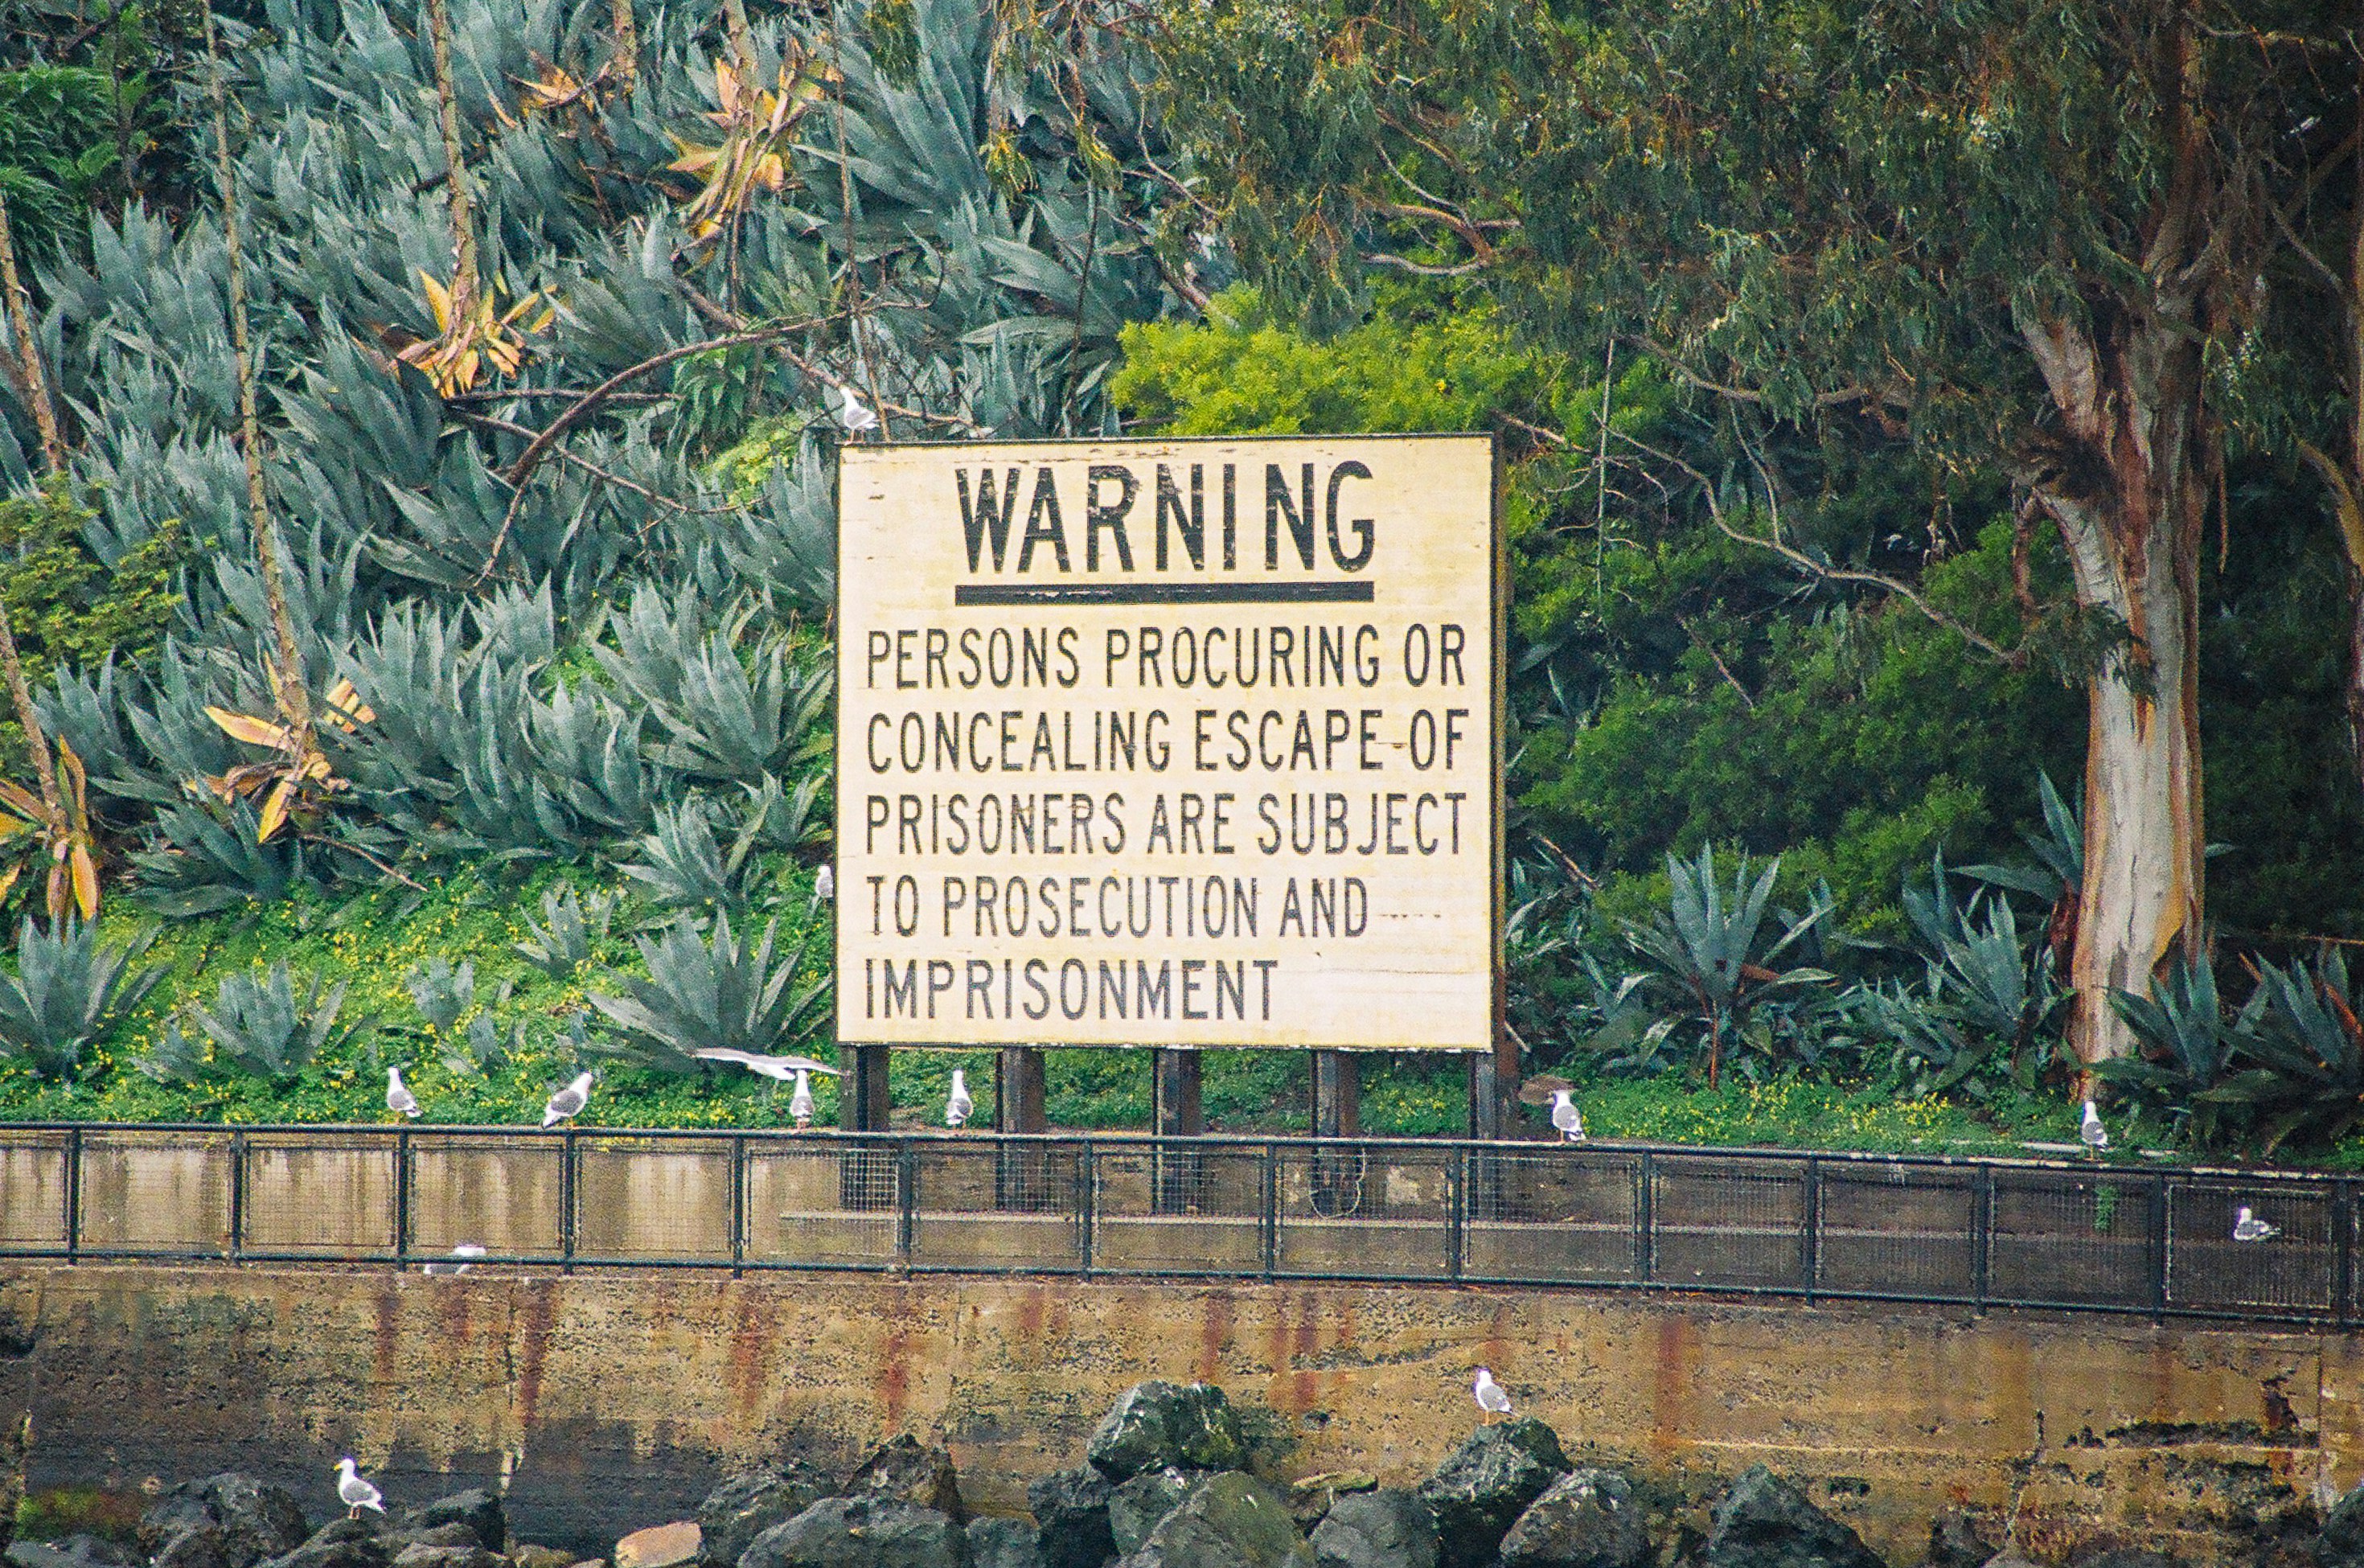 WARNING
PERSONS PROCURING OR
CONCEALING ESCAPE OF
PRISONERS ARE SUBJECT
TO PROSECUTION AND
IMPRISONMENT